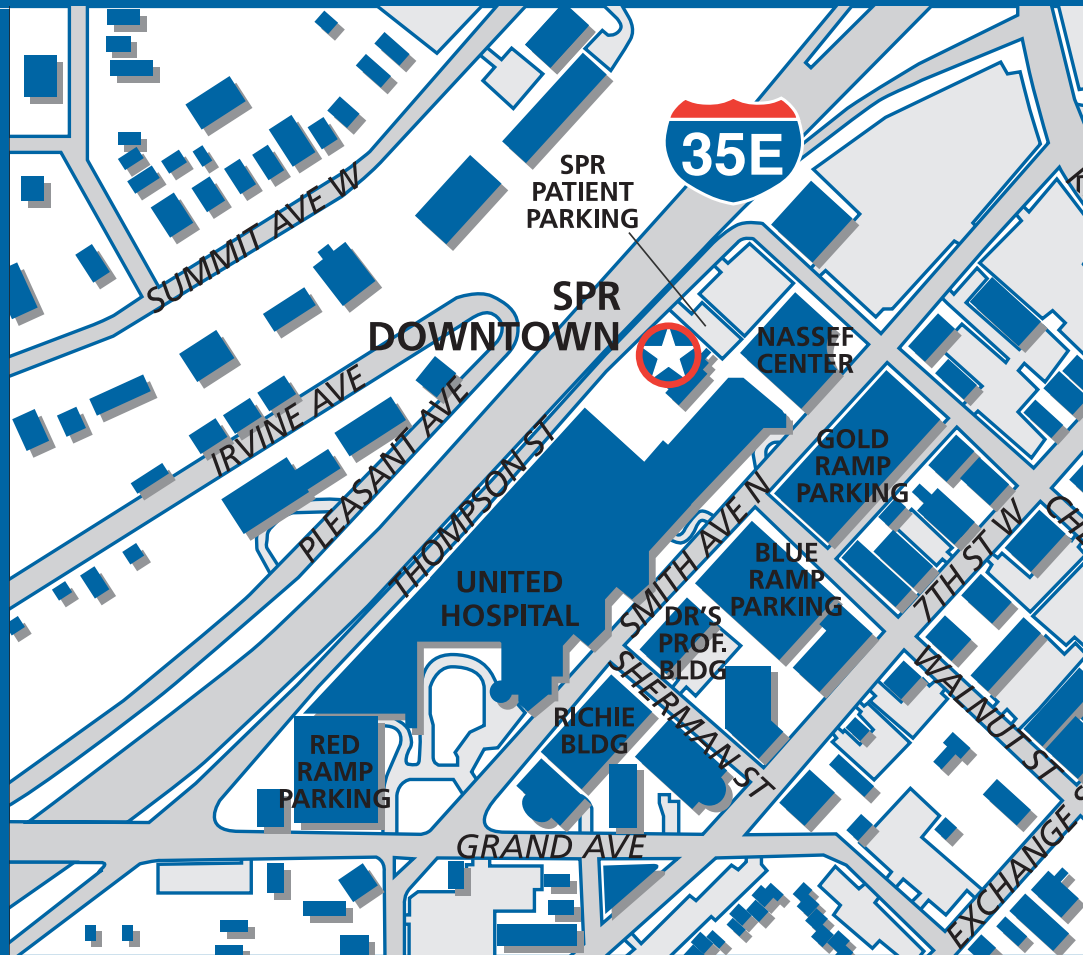 35E
SPR
PATIENT
PARKING
SUMMIT AVE W
SPR
DOWNTOWN
NASSEF
CENTER
IRVINE AVE
PLEASANT AVE
THOMPSON ST
GOLD
RAMP
PARKING
SMITH AVE N
7TH ST W
BLUE
RAMP
PARKING
UNITED
HOSPITAL
DR'S
PROF.
BLDG
SHERMAN ST
WALNUT ST
RICHIE
BLDG
RED
RAMP
PARKING
GRAND AVE
EXCHANGE